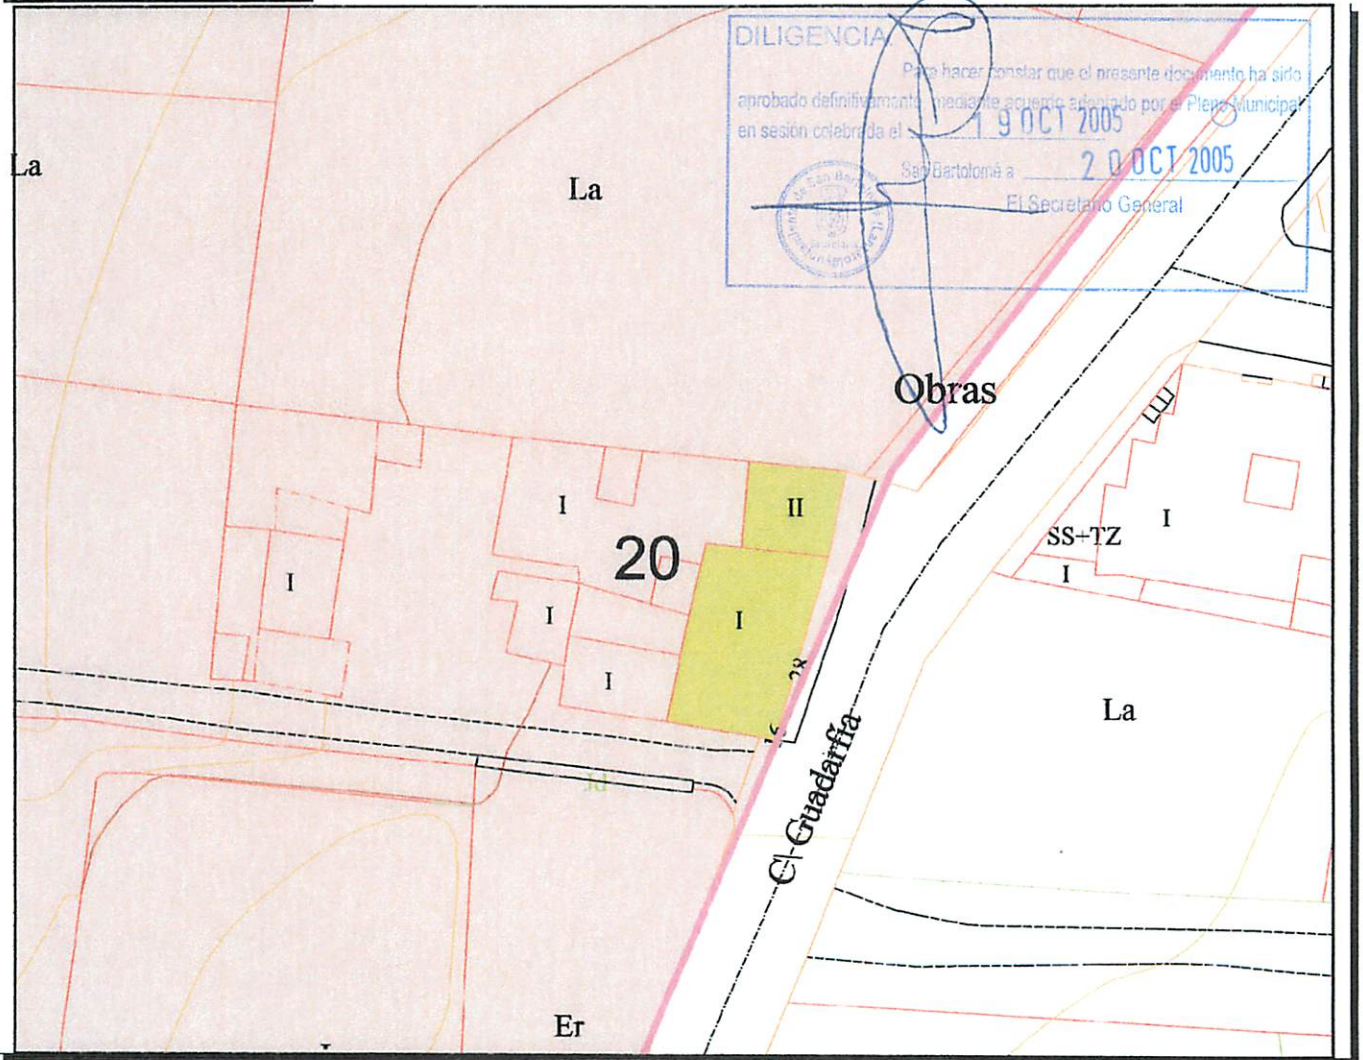 DILIGENCIA
Para hacer constar que el presente documento ha sido
aprobado definitivamente, mediante acuerdo adoptado por el Pleno Municipal
en sesión celebrada el 19 OCT 2005
San Bartolomé a 20 OCT 2005
El Secretario General
La
La
Obras
I
II
20
I
SS+TZ
I
I
I
I
I
28
La
16
C|-Guadarfía
Er